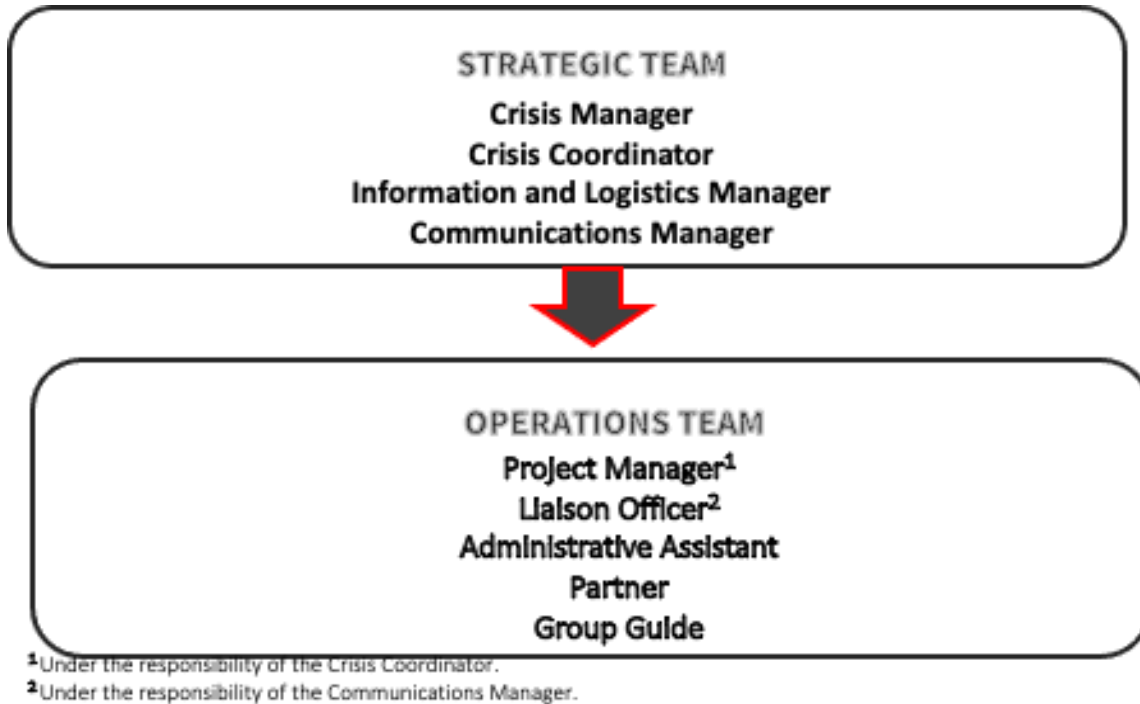 STRATEGIC TEAM
Crisis Manager
Crisis Coordinator
Information and Logistics Manager
Communications Manager
OPERATIONS TEAM
Project Manager¹
Liaison Officer²
Administrative Assistant
Partner
Group Guide
¹Under the responsibility of the Crisis Coordinator.
²Under the responsibility of the Communications Manager.